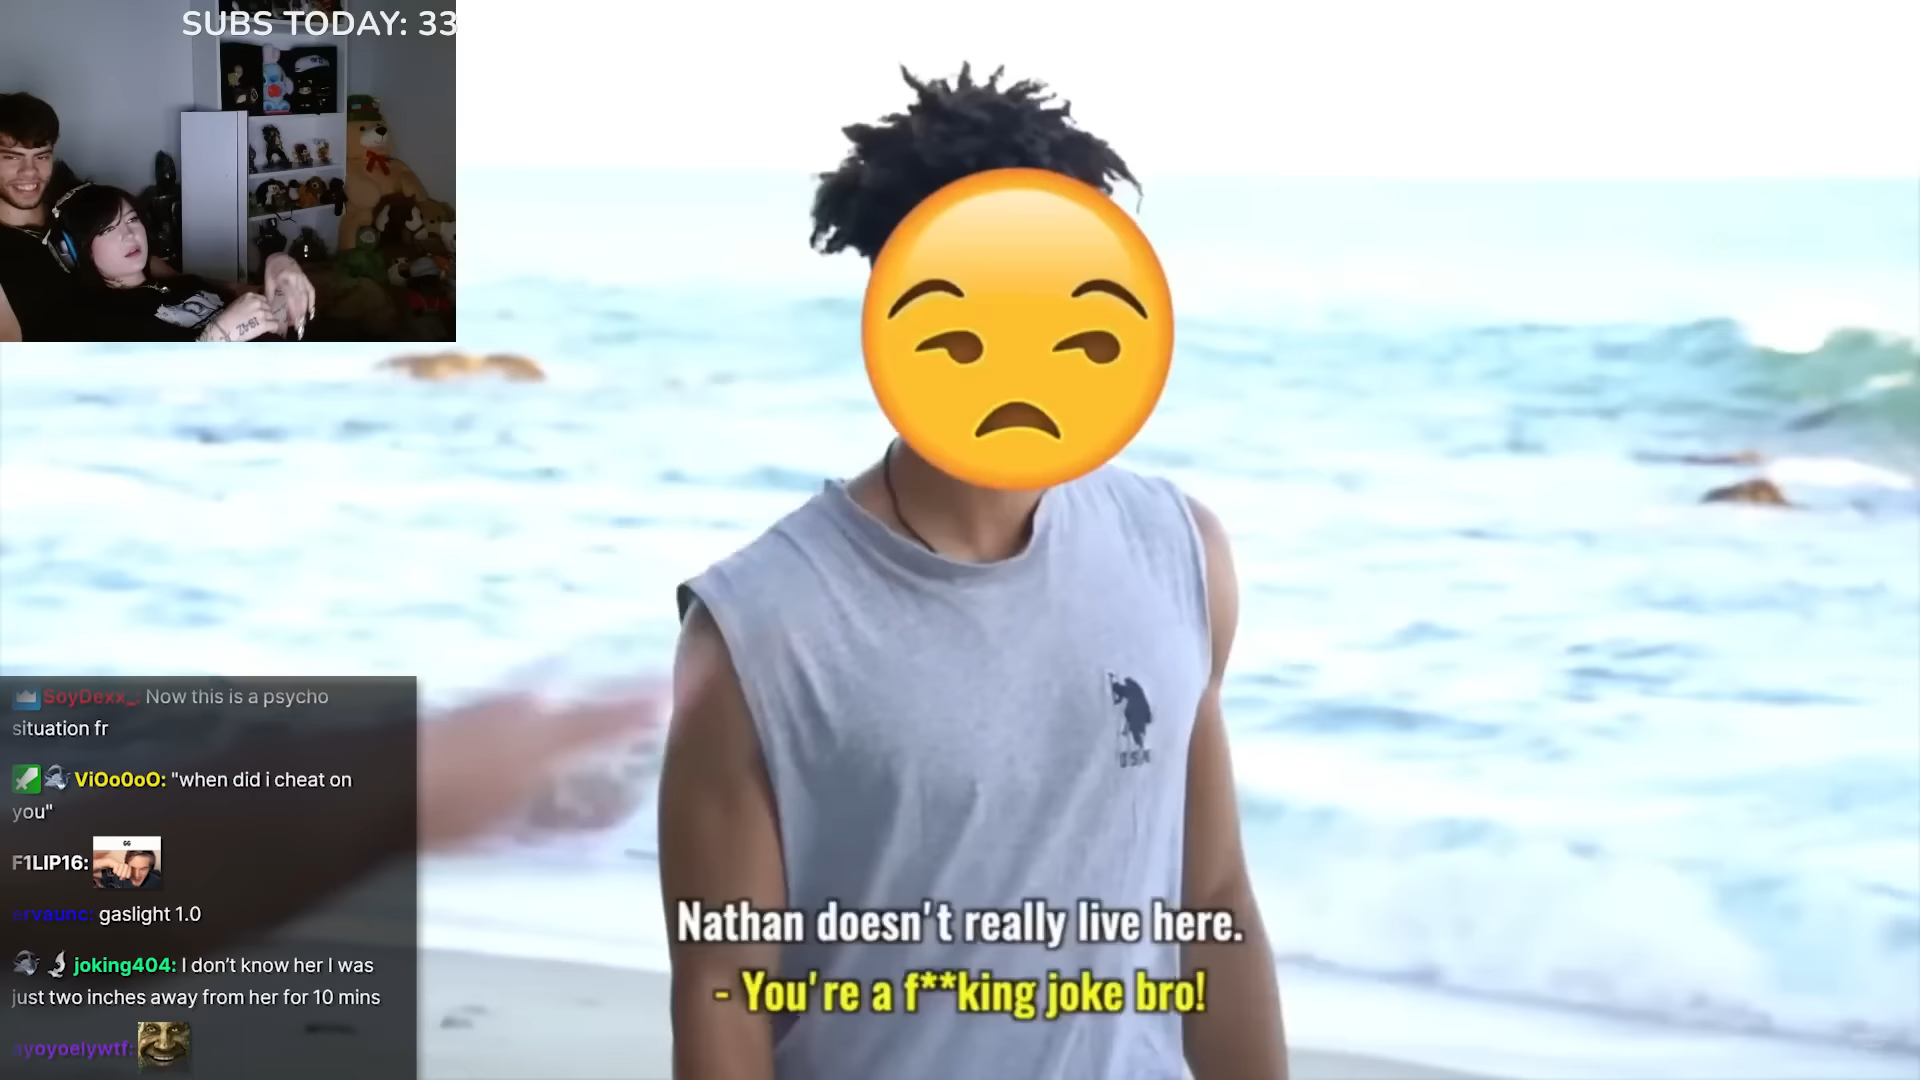 SUBS TODAY: 33
SoyDexx_: Now this is a psycho
situation fr
ViOo0oO: "when did i cheat on
you"
F1LIP16:
ervaunc: gaslight 1.0
joking404: I don't know her I was
just two inches away from her for 10 mins
ayoyoelywtf:
Nathan doesn't really live here.
- You're a f**king joke bro!